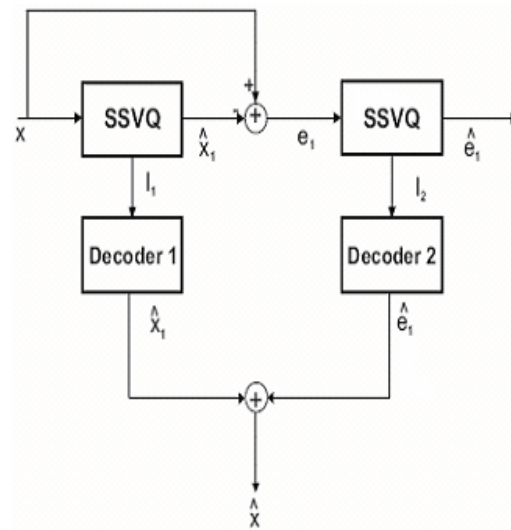 +
x SSVQ x̂₁ - + e₁ SSVQ ê₁
I₁ I₂
Decoder 1 Decoder 2
x̂₁ ê₁
+
x̂